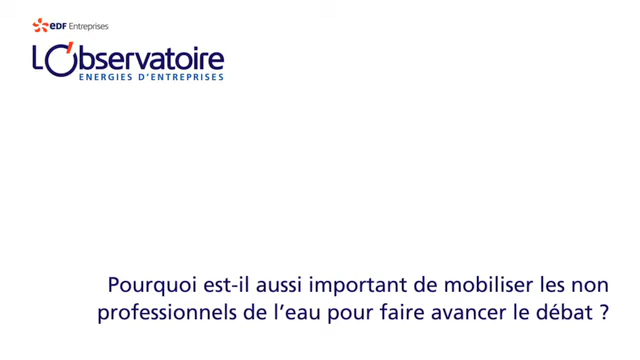 eDF Entreprises
L'Observatoire
ENERGIES D'ENTREPRISES
Pourquoi est-il aussi important de mobiliser les non
professionnels de l'eau pour faire avancer le débat ?